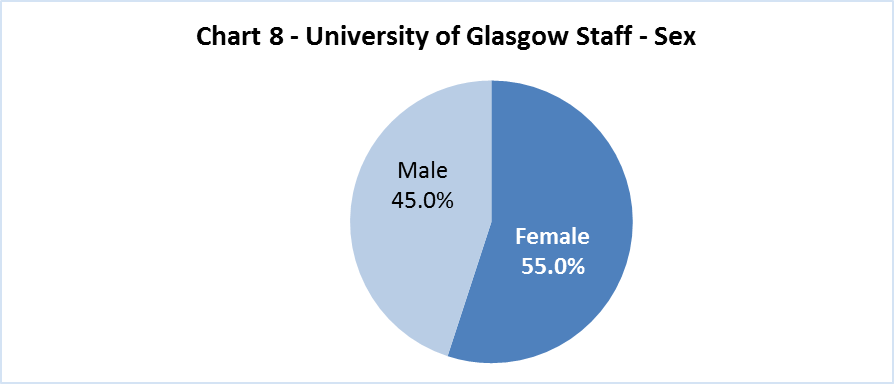 Chart 8 - University of Glasgow Staff - Sex
Male
45.0%
Female
55.0%